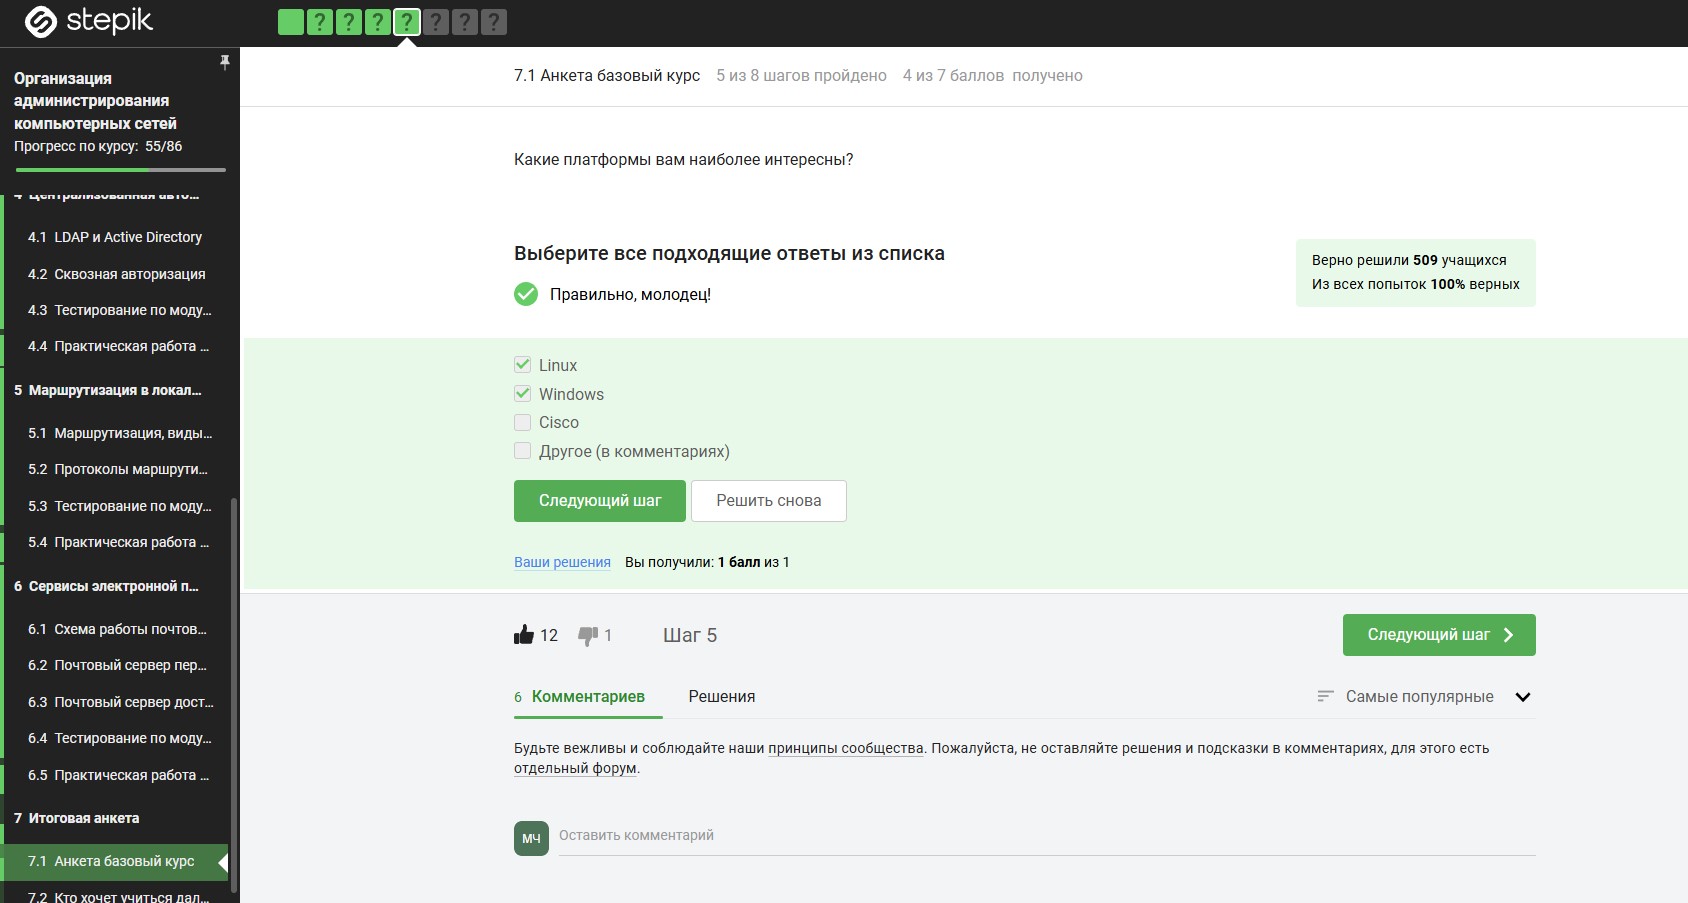 stepik
? ? ? ? ? ? ?
Организация
администрирования
компьютерных сетей
Прогресс по курсу: 55/86
4 Централизованная авто...
4.1 LDAP и Active Directory
4.2 Сквозная авторизация
4.3 Тестирование по моду...
4.4 Практическая работа ...
5 Маршрутизация в локал...
5.1 Маршрутизация, виды...
5.2 Протоколы маршрути...
5.3 Тестирование по моду...
5.4 Практическая работа ...
6 Сервисы электронной п...
6.1 Схема работы почтов...
6.2 Почтовый сервер пер...
6.3 Почтовый сервер дост...
6.4 Тестирование по моду...
6.5 Практическая работа ...
7 Итоговая анкета
7.1 Анкета базовый курс
7.2 Кто хочет учиться дал...
7.1 Анкета базовый курс 5 из 8 шагов пройдено 4 из 7 баллов получено
Какие платформы вам наиболее интересны?
Выберите все подходящие ответы из списка
Правильно, молодец!
Верно решили 509 учащихся
Из всех попыток 100% верных
Linux
Windows
Cisco
Другое (в комментариях)
Следующий шаг Решить снова
Ваши решения Вы получили: 1 балл из 1
12 1 Шаг 5 Следующий шаг
6 Комментариев Решения Самые популярные
Будьте вежливы и соблюдайте наши принципы сообщества. Пожалуйста, не оставляйте решения и подсказки в комментариях, для этого есть
отдельный форум.
МЧ Оставить комментарий